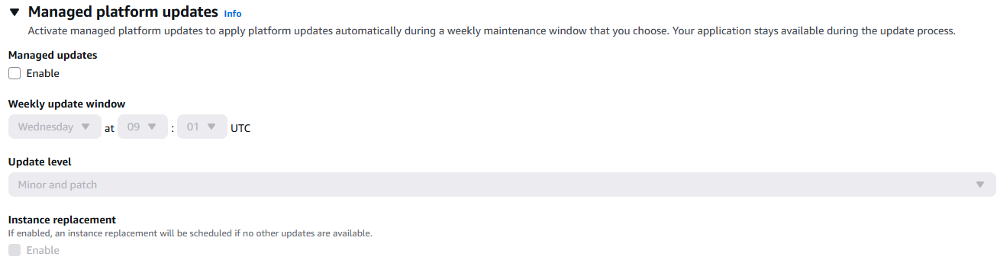 Managed platform updates Info
Activate managed platform updates to apply platform updates automatically during a weekly maintenance window that you choose. Your application stays available during the update process.
Managed updates
Enable
Weekly update window
Wednesday at 09 : 01 UTC
Update level
Minor and patch
Instance replacement
If enabled, an instance replacement will be scheduled if no other updates are available.
Enable